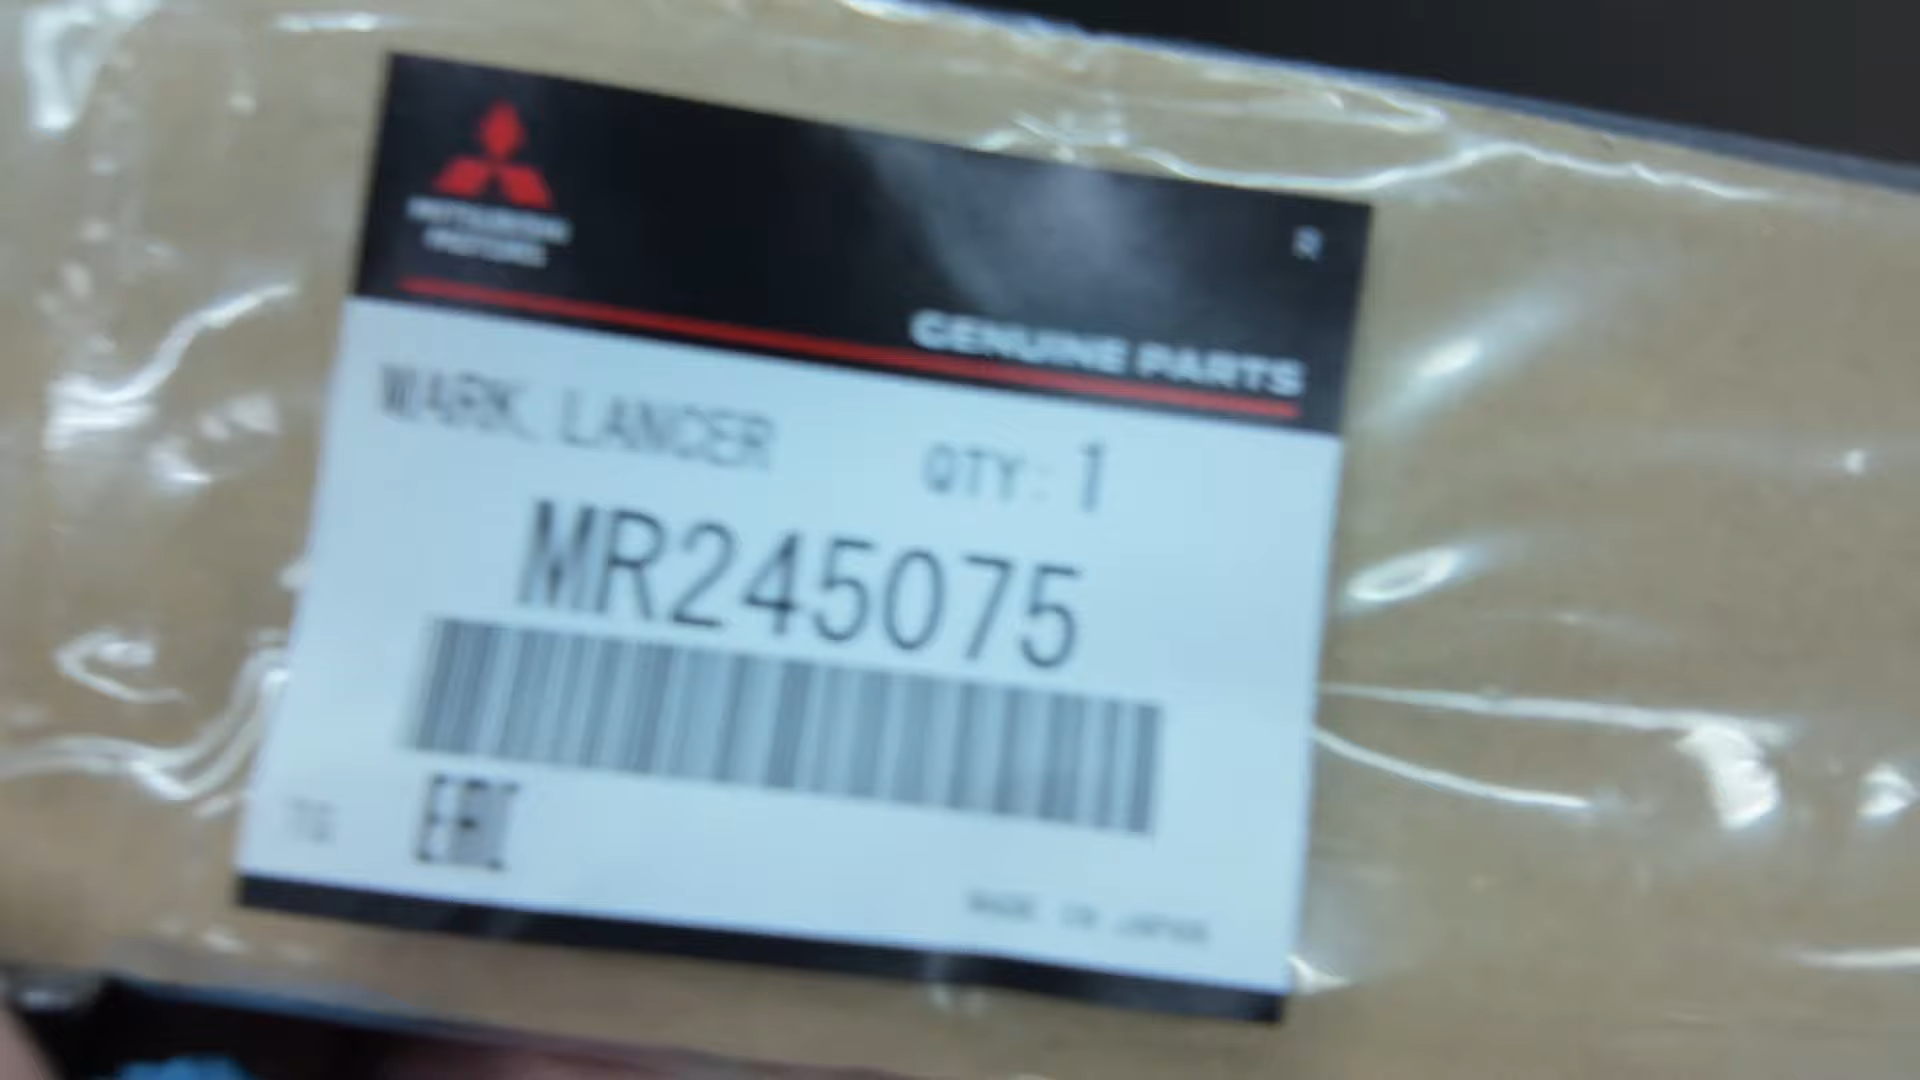 MITSUBISHI
MOTORS
R
GENUINE PARTS
MARK, LANCER QTY: 1
MR245075
EAC
MADE IN JAPAN